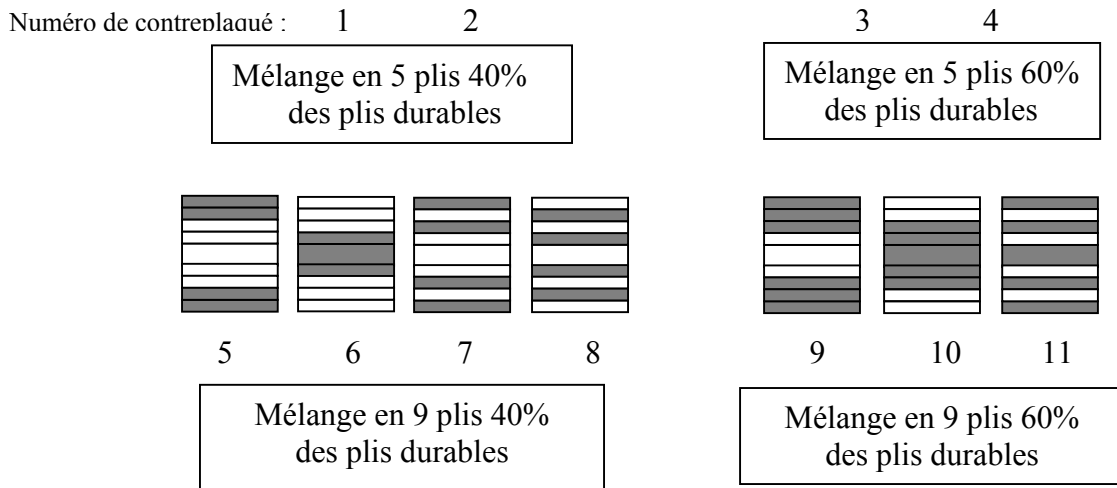 Numéro de contreplaqué : 1 2 3 4
Mélange en 5 plis 40%
des plis durables
Mélange en 5 plis 60%
des plis durables
5 6 7 8 9 10 11
Mélange en 9 plis 40%
des plis durables
Mélange en 9 plis 60%
des plis durables